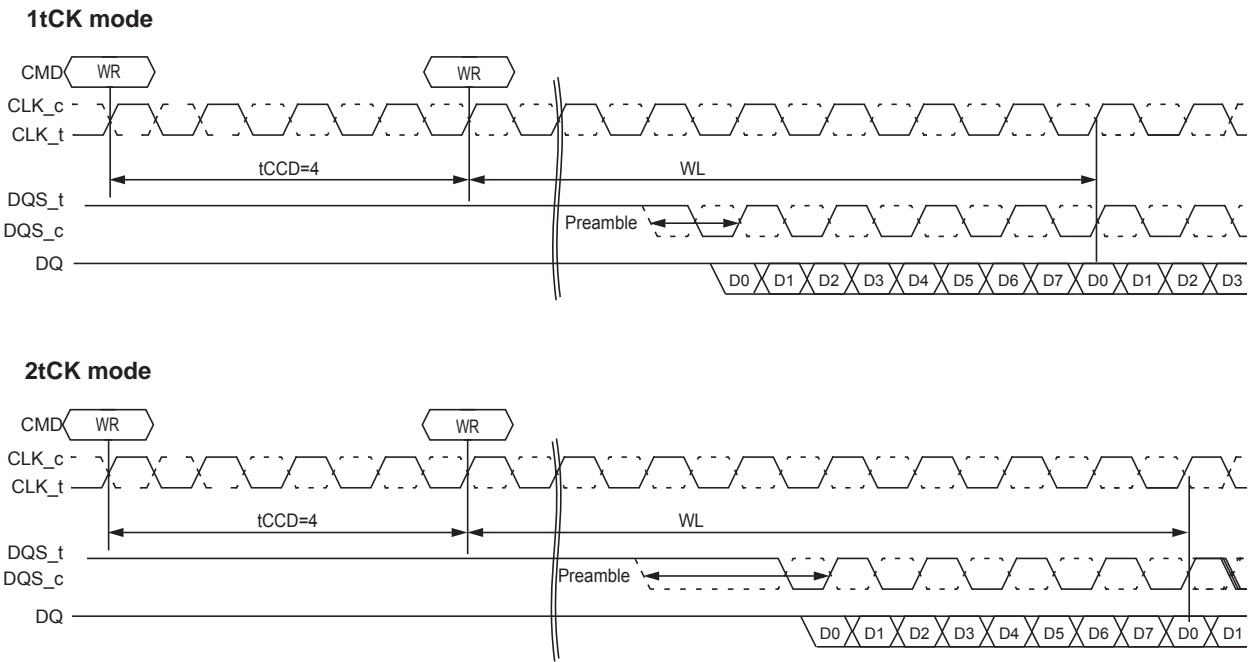 1tCK mode
CMD WR WR
CLK_c
CLK_t
tCCD=4 WL
DQS_t
DQS_c Preamble
DQ D0 D1 D2 D3 D4 D5 D6 D7 D0 D1 D2 D3
2tCK mode
CMD WR WR
CLK_c
CLK_t
tCCD=4 WL
DQS_t
DQS_c Preamble
DQ D0 D1 D2 D3 D4 D5 D6 D7 D0 D1